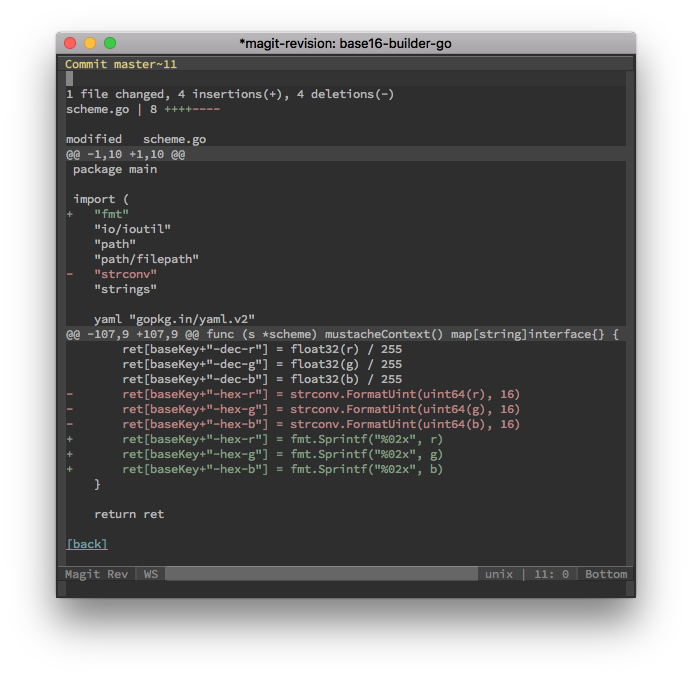 *magit-revision: base16-builder-go
Commit master~11
1 file changed, 4 insertions(+), 4 deletions(-)
scheme.go | 8 ++++----
modified   scheme.go
@@ -1,10 +1,10 @@
 package main
 import (
+	"fmt"
 	"io/ioutil"
 	"path"
 	"path/filepath"
-	"strconv"
 	"strings"
 	yaml "gopkg.in/yaml.v2"
@@ -107,9 +107,9 @@ func (s *scheme) mustacheContext() map[string]interface{} {
 		ret[baseKey+"-dec-r"] = float32(r) / 255
 		ret[baseKey+"-dec-g"] = float32(g) / 255
 		ret[baseKey+"-dec-b"] = float32(b) / 255
-		ret[baseKey+"-hex-r"] = strconv.FormatUint(uint64(r), 16)
-		ret[baseKey+"-hex-g"] = strconv.FormatUint(uint64(g), 16)
-		ret[baseKey+"-hex-b"] = strconv.FormatUint(uint64(b), 16)
+		ret[baseKey+"-hex-r"] = fmt.Sprintf("%02x", r)
+		ret[baseKey+"-hex-g"] = fmt.Sprintf("%02x", g)
+		ret[baseKey+"-hex-b"] = fmt.Sprintf("%02x", b)
 	}
 	return ret
[back]
Magit Rev | WS unix | 11: 0 | Bottom